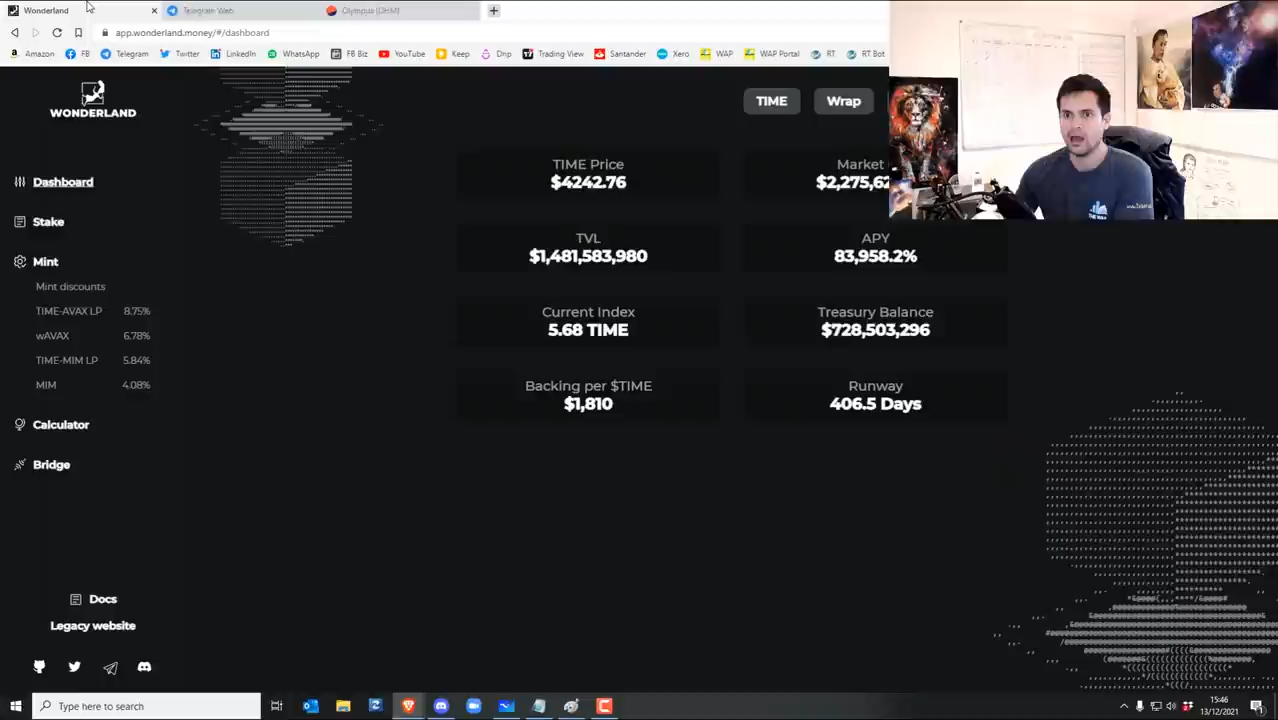 Wonderland
Telegram Web
Olympus (OHM)
app.wonderland.money/#/dashboard
Amazon FB Telegram Twitter LinkedIn WhatsApp FB Biz YouTube Keep Dnp Trading View Santander Xero WAP WAP Portal RT RT Bot
WONDERLAND
TIME Wrap
TIME Price Market
$4242.76 $2,275,62
Dashboard
Stake
TVL APY
$1,481,583,980 83,958.2%
Mint
Mint discounts
TIME-AVAX LP 8.75%
wAVAX 6.78%
TIME-MIM LP 5.84%
MIM 4.08%
Current Index Treasury Balance
5.68 TIME $728,503,296
Backing per $TIME Runway
$1,810 406.5 Days
Calculator
Bridge
Docs
Legacy website
Type here to search
15:46
13/12/2021